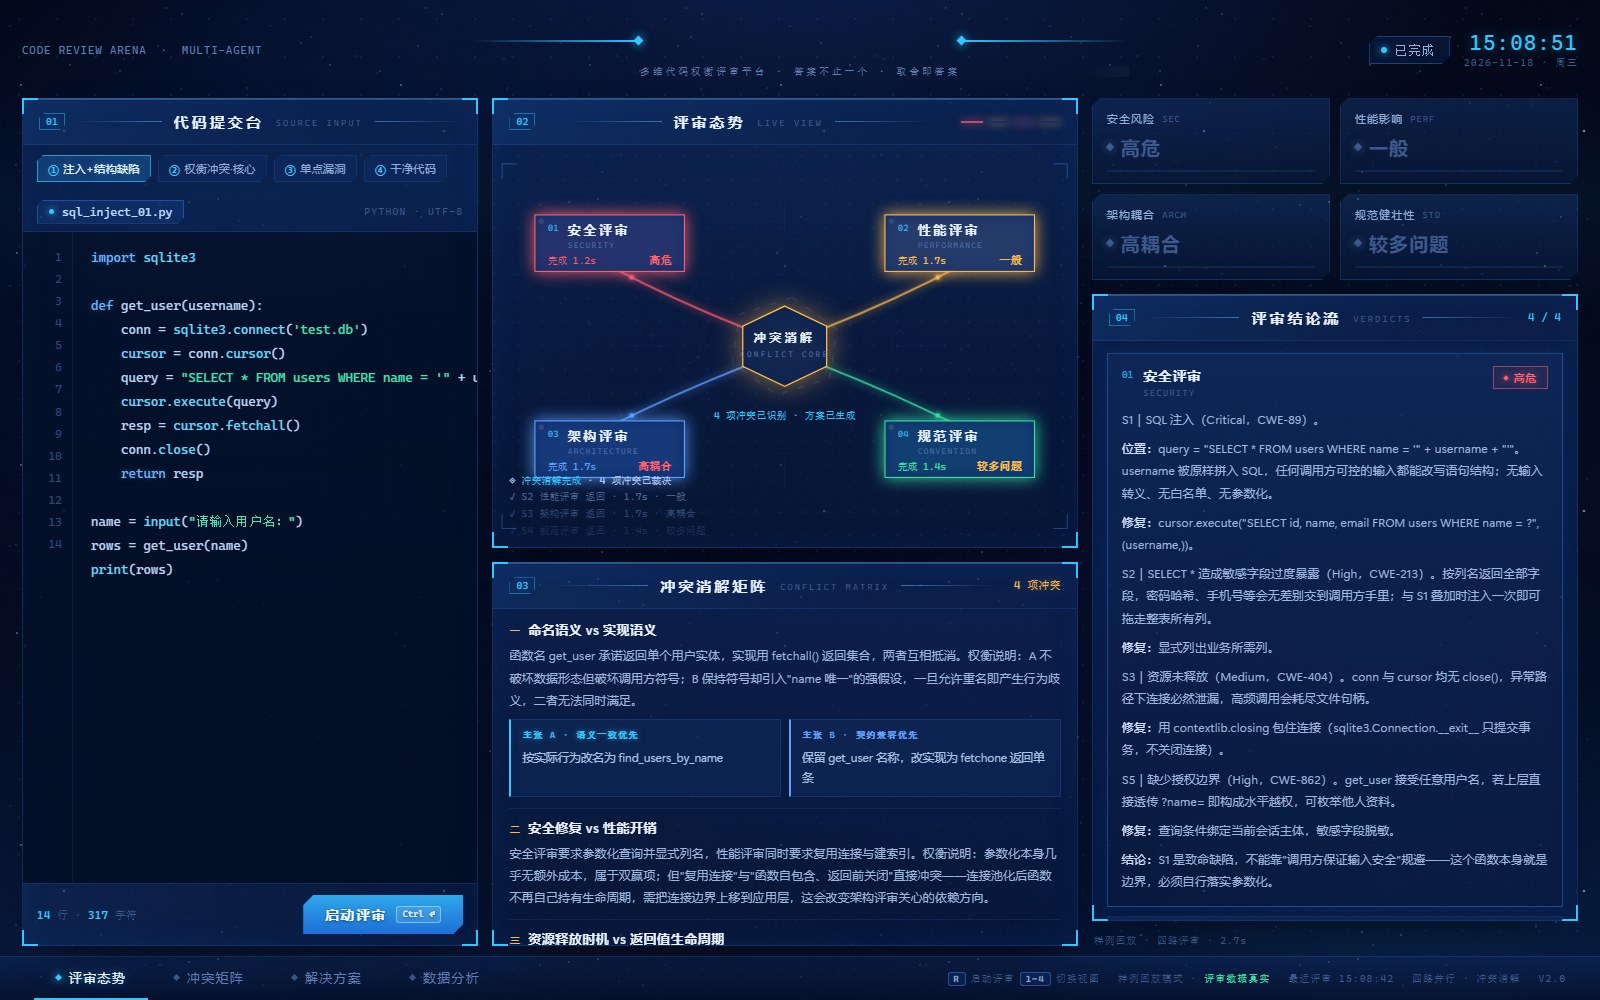 CODE REVIEW ARENA · MULTI-AGENT
多维代码权衡评审平台 · 答案不止一个 · 取舍即答案
已完成
15:08:51
2026-11-18 · 周三
01 代码提交台 SOURCE INPUT
① 注入+结构缺陷 ② 权衡冲突·核心 ③ 单点漏洞 ④ 干净代码
sql_inject_01.py
PYTHON · UTF-8
1 import sqlite3
2
3 def get_user(username):
4 conn = sqlite3.connect('test.db')
5 cursor = conn.cursor()
6 query = "SELECT * FROM users WHERE name = '" + u
7 cursor.execute(query)
8 resp = cursor.fetchall()
9 conn.close()
10 return resp
11
12 name = input("请输入用户名: ")
13 rows = get_user(name)
14 print(rows)
14 行 · 317 字符
启动评审 Ctrl
02 评审态势 LIVE VIEW
01 安全评审
SECURITY
完成 1.2s 高危
02 性能评审
PERFORMANCE
完成 1.7s 一般
冲突消解
CONFLICT CORE
4 项冲突已识别 · 方案已生成
03 架构评审
ARCHITECTURE
完成 1.7s 高耦合
04 规范评审
CONVENTION
完成 1.4s 较多问题
◆ 冲突消解完成 · 4 项冲突已裁决
√ S2 性能评审 返回 · 1.7s · 一般
√ S3 架构评审 返回 · 1.7s · 高耦合
√ S4 规范评审 返回 · 1.4s · 较多问题
03 冲突消解矩阵 CONFLICT MATRIX 4 项冲突
一 命名语义 vs 实现语义
函数名 get_user 承诺返回单个用户实体，实现用 fetchall() 返回集合，两者互相抵消。权衡说明：A 不
破坏数据形态但破坏调用方符号；B 保持符号却引入"name 唯一"的强假设，一旦允许重名即产生行为歧
义，二者无法同时满足。
主张 A · 语义一致优先
按实际行为改名为 find_users_by_name
主张 B · 契约兼容优先
保留 get_user 名称，改实现为 fetchone 返回单
条
二 安全修复 vs 性能开销
安全评审要求参数化查询并显式列名，性能评审同时要求复用连接与建索引。权衡说明：参数化本身几
乎无额外成本，属于双赢项；但"复用连接"与"函数自包含、返回前关闭"直接冲突——连接池化后函数
不再自己持有生命周期，需把连接边界上移到应用层，这会改变架构评审关心的依赖方向。
三 资源释放时机 vs 返回值生命周期
安全风险 SEC
高危
性能影响 PERF
一般
架构耦合 ARCH
高耦合
规范健壮性 STD
较多问题
04 评审结论流 VERDICTS 4 / 4
01 安全评审
SECURITY
高危
S1 | SQL 注入（Critical，CWE-89）。
位置：query = "SELECT * FROM users WHERE name = '" + username + "'"。
username 被原样拼入 SQL，任何调用方可控的输入都能改写语句结构；无输入
转义、无白名单、无参数化。
修复：cursor.execute("SELECT id, name, email FROM users WHERE name = ?",
(username,))。
S2 | SELECT * 造成敏感字段过度暴露（High，CWE-213）。按列名返回全部字
段，密码哈希、手机号等会无差别交到调用方手里；与 S1 叠加时注入一次即可
拖走整表所有列。
修复：显式列出业务所需列。
S3 | 资源未释放（Medium，CWE-404）。conn 与 cursor 均无 close()，异常路
径下连接必然泄漏，高频调用会耗尽文件句柄。
修复：用 contextlib.closing 包住连接（sqlite3.Connection.__exit__ 只提交事
务，不关闭连接）。
S5 | 缺少授权边界（High，CWE-862）。get_user 接受任意用户名，若上层直
接透传 ?name= 即构成水平越权，可枚举他人资料。
修复：查询条件绑定当前会话主体，敏感字段脱敏。
结论：S1 是致命缺陷，不能靠"调用方保证输入安全"规避——这个函数本身就是
边界，必须自行落实参数化。
样例回放 · 四路评审 · 2.7s
评审态势 冲突矩阵 解决方案 数据分析
R 启动评审 1-4 切换视图 样例回放模式 · 评审数据真实 最近评审 15:08:42 四路并行 · 冲突消解 V2.0